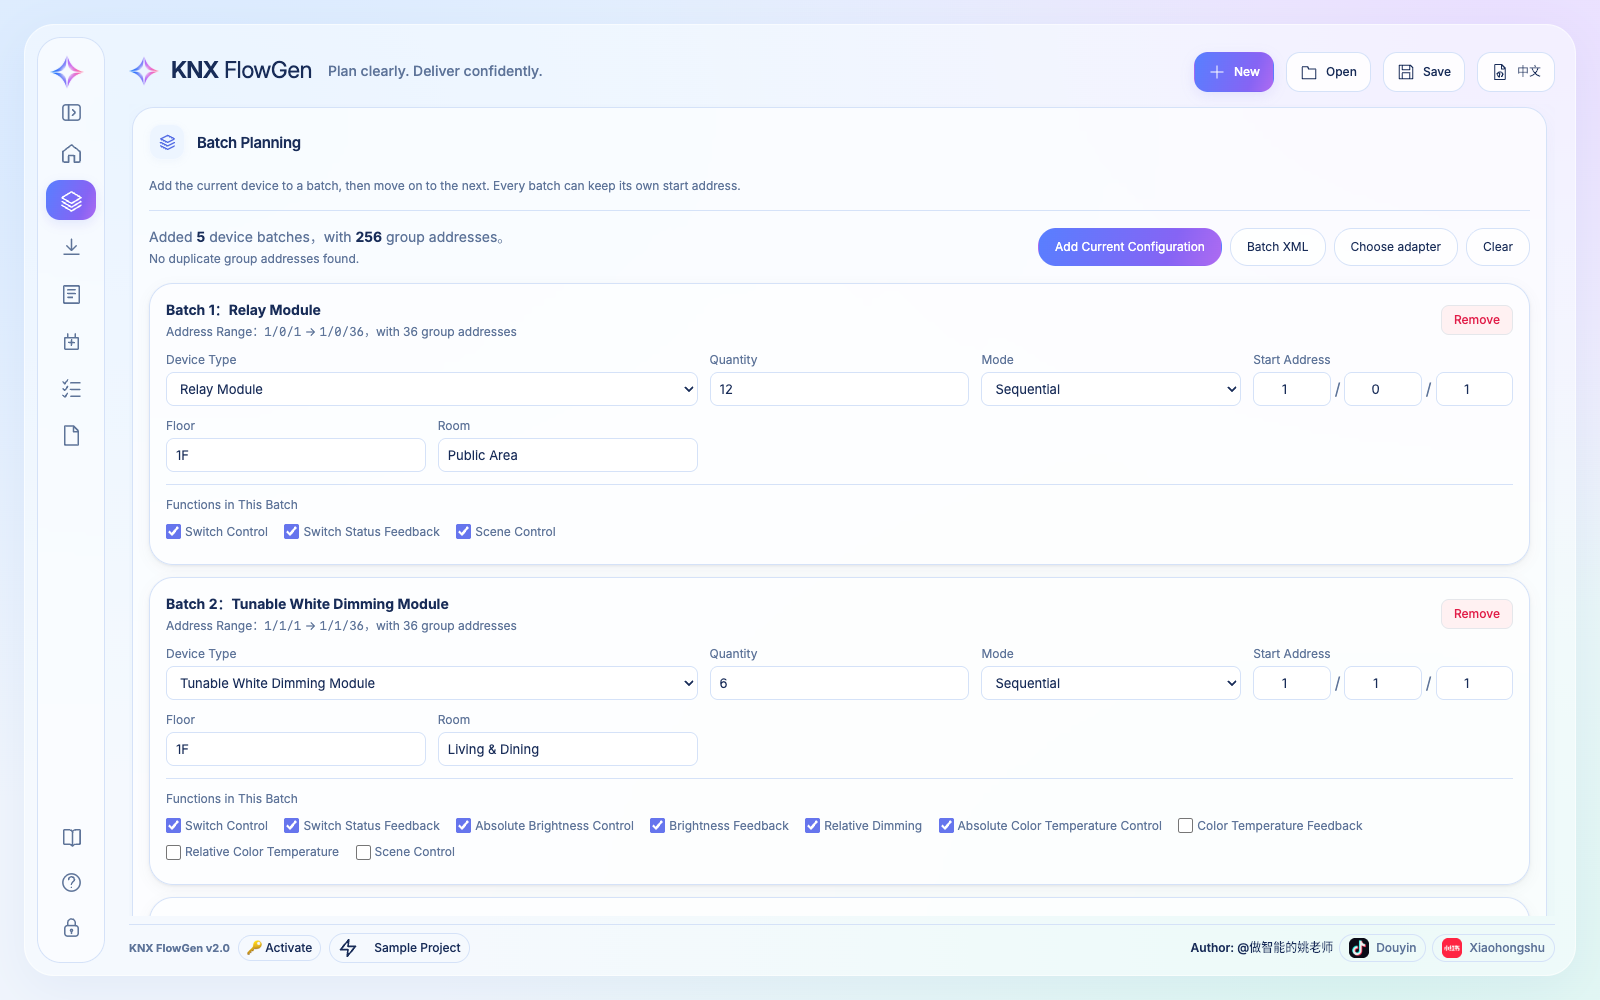 KNX FlowGen Plan clearly. Deliver confidently.
New Open Save 中文
Batch Planning
Add the current device to a batch, then move on to the next. Every batch can keep its own start address.
Added 5 device batches，with 256 group addresses。
No duplicate group addresses found.
Add Current Configuration Batch XML Choose adapter Clear
Batch 1：Relay Module
Address Range：1/0/1 → 1/0/36，with 36 group addresses
Remove
Device Type Quantity Mode Start Address
Relay Module 12 Sequential 1 / 0 / 1
Floor Room
1F Public Area
Functions in This Batch
Switch Control Switch Status Feedback Scene Control
Batch 2：Tunable White Dimming Module
Address Range：1/1/1 → 1/1/36，with 36 group addresses
Remove
Device Type Quantity Mode Start Address
Tunable White Dimming Module 6 Sequential 1 / 1 / 1
Floor Room
1F Living & Dining
Functions in This Batch
Switch Control Switch Status Feedback Absolute Brightness Control Brightness Feedback Relative Dimming Absolute Color Temperature Control Color Temperature Feedback
Relative Color Temperature Scene Control
KNX FlowGen v2.0 Activate Sample Project Author: @做智能的姚老师 Douyin Xiaohongshu